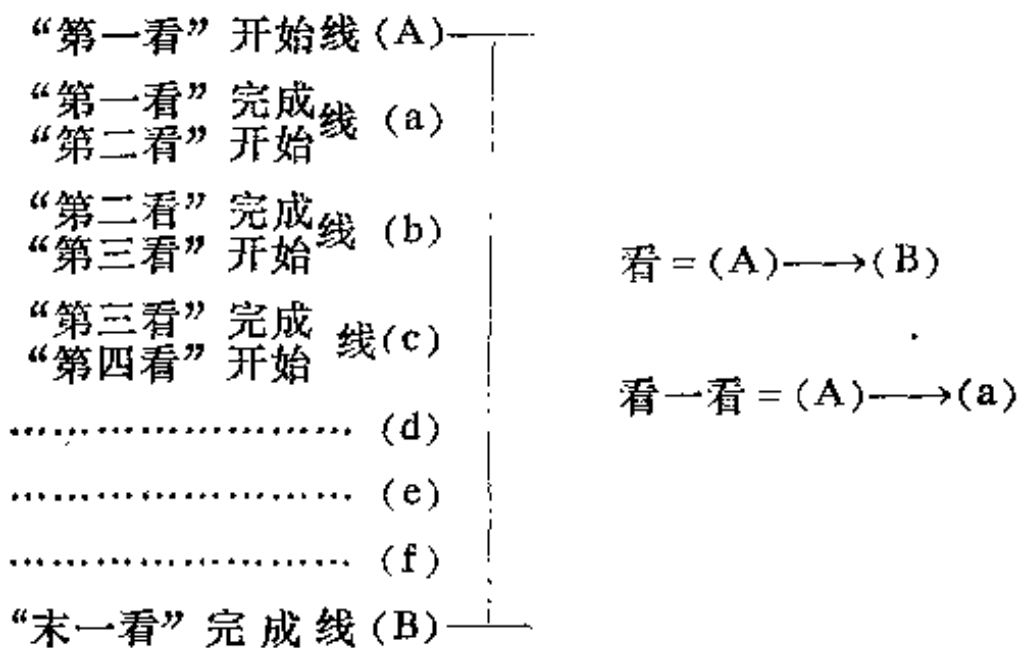 “第一看” 开始线 (A)
“第一看” 完成
线 (a)
“第二看” 开始
“第二看” 完成
线 (b)
“第三看” 开始
看 = (A)⟶(B)
“第三看” 完成
线(c)
“第四看” 开始
看一看 = (A)⟶(a)
…………………… (d)
…………………… (e)
…………………… (f)
“末一看” 完成线 (B)